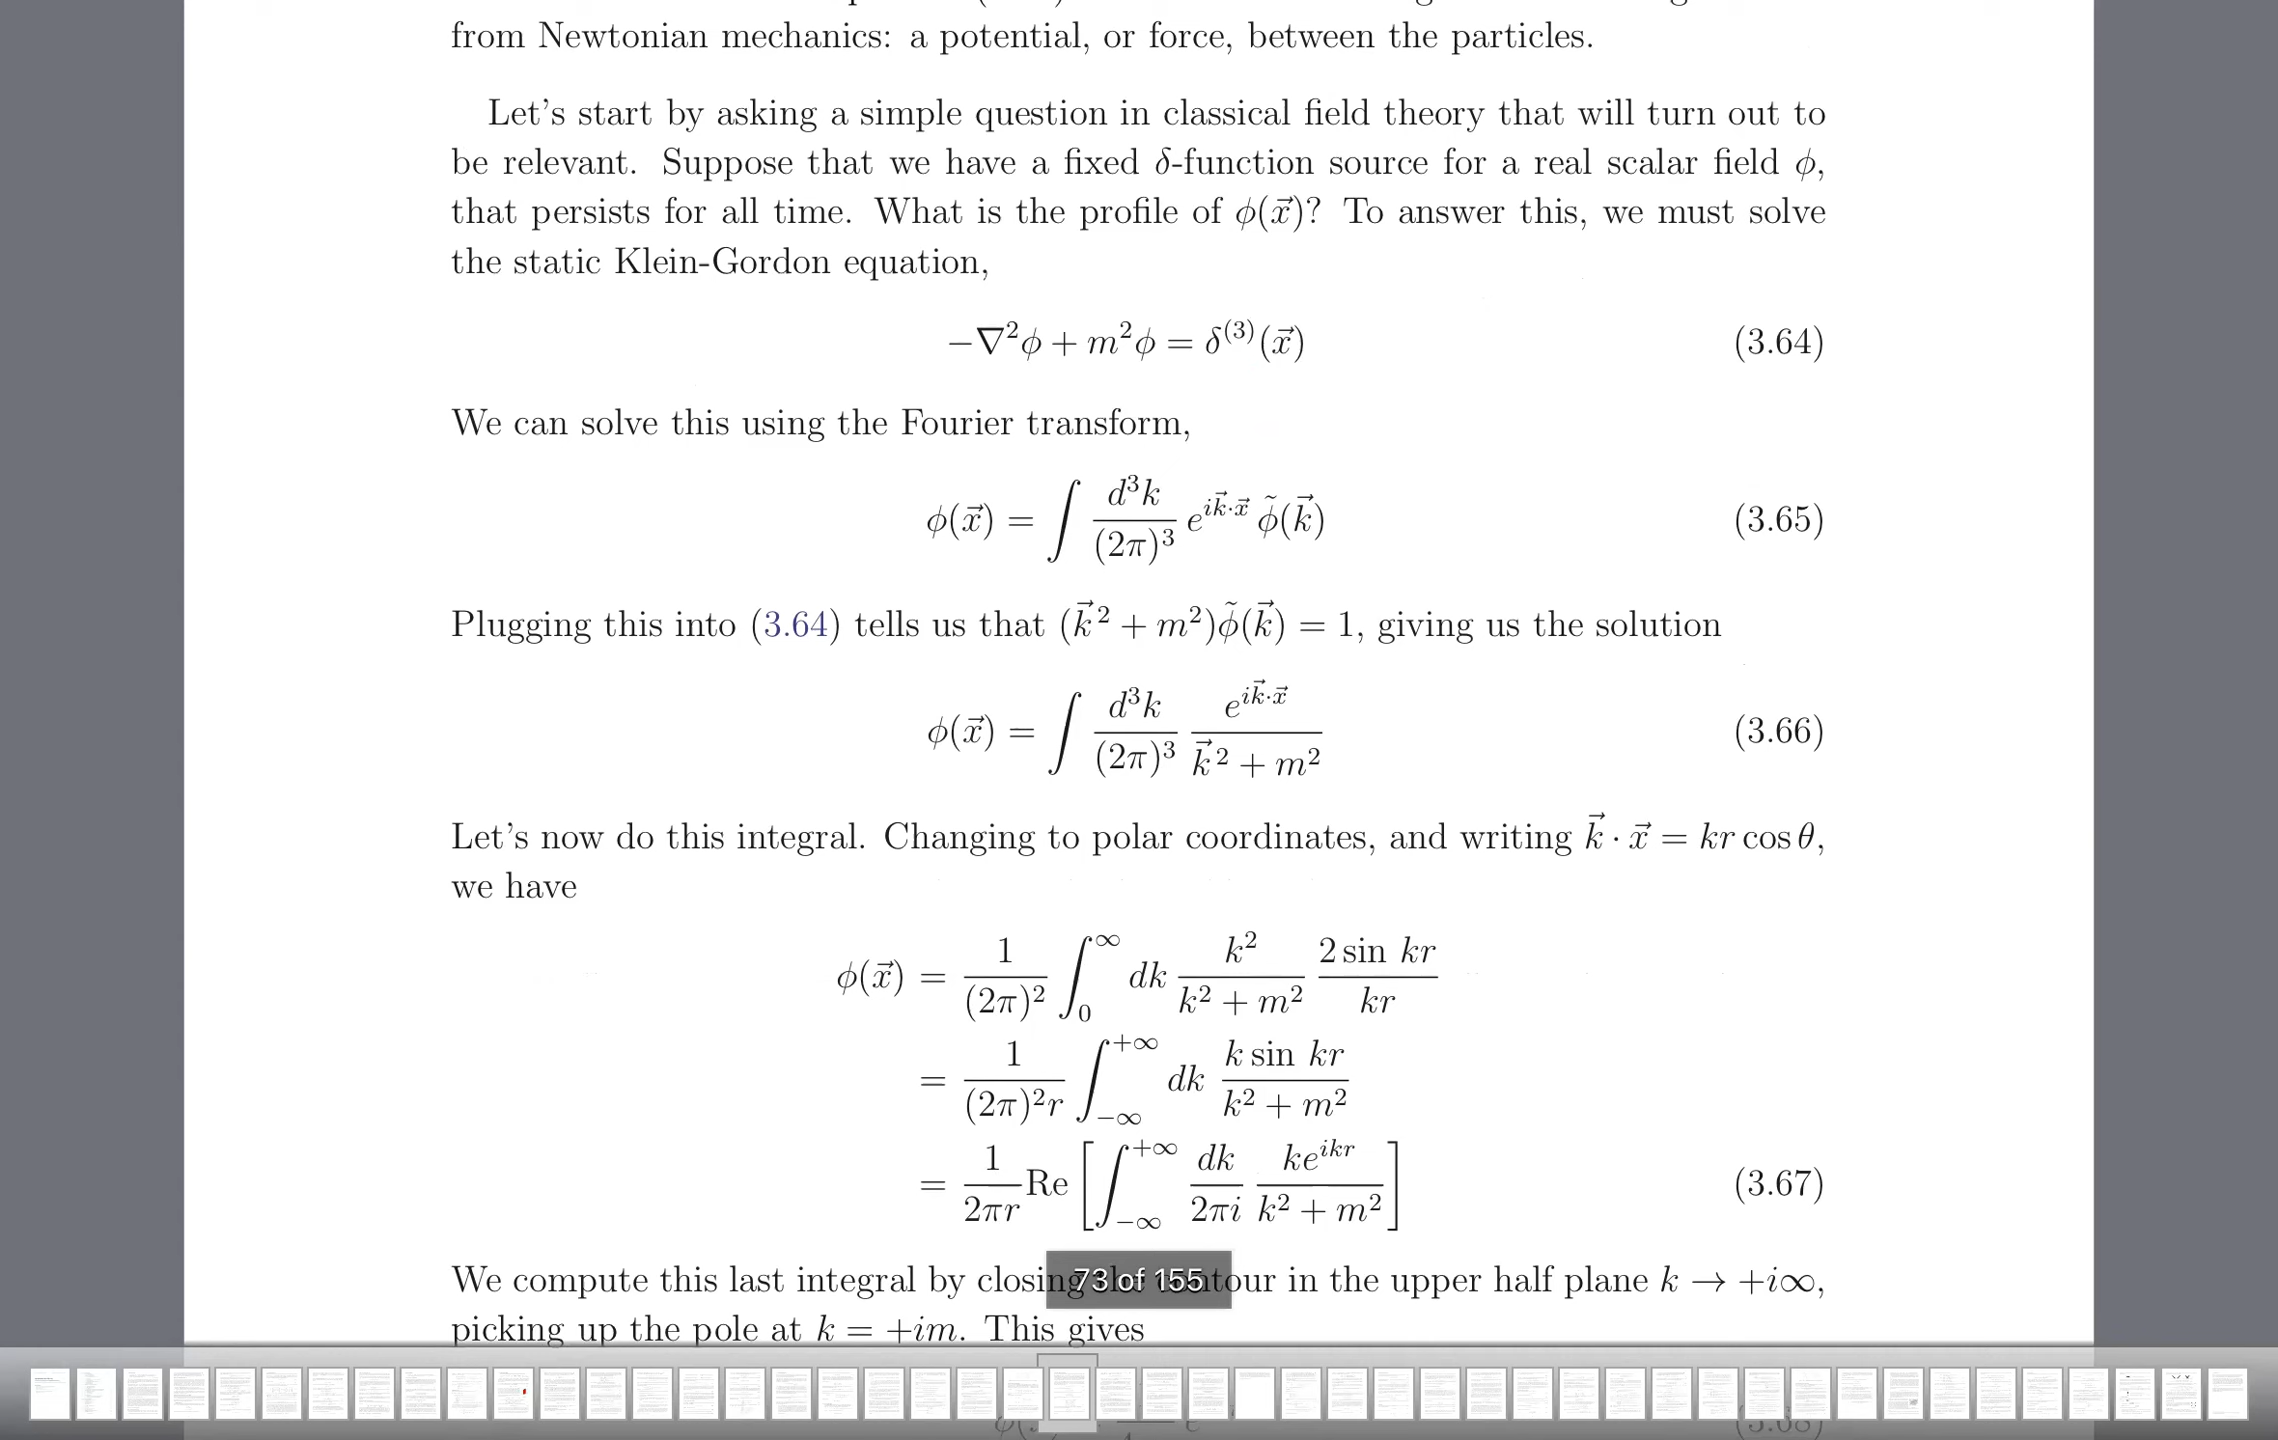 from Newtonian mechanics: a potential, or force, between the particles.
Let's start by asking a simple question in classical field theory that will turn out to
be relevant. Suppose that we have a fixed δ-function source for a real scalar field ϕ,
that persists for all time. What is the profile of ϕ(x⃗)? To answer this, we must solve
the static Klein-Gordon equation,
−∇²ϕ + m²ϕ = δ⁽³⁾(x⃗) (3.64)
We can solve this using the Fourier transform,
ϕ(x⃗) = ∫ d³k/(2π)³ e^{ik⃗·x⃗} ϕ̃(k⃗) (3.65)
Plugging this into (3.64) tells us that (k⃗² + m²)ϕ̃(k⃗) = 1, giving us the solution
ϕ(x⃗) = ∫ d³k/(2π)³ e^{ik⃗·x⃗}/(k⃗² + m²) (3.66)
Let's now do this integral. Changing to polar coordinates, and writing k⃗ · x⃗ = kr cos θ,
we have
ϕ(x⃗) = 1/(2π)² ∫₀^∞ dk k²/(k² + m²) 2 sin kr/kr
= 1/((2π)²r) ∫_{−∞}^{+∞} dk k sin kr/(k² + m²)
= 1/(2πr) Re [∫_{−∞}^{+∞} dk/(2πi) ke^{ikr}/(k² + m²)] (3.67)
We compute this last integral by closing the contour in the upper half plane k → +i∞,
73 of 155
picking up the pole at k = +im. This gives